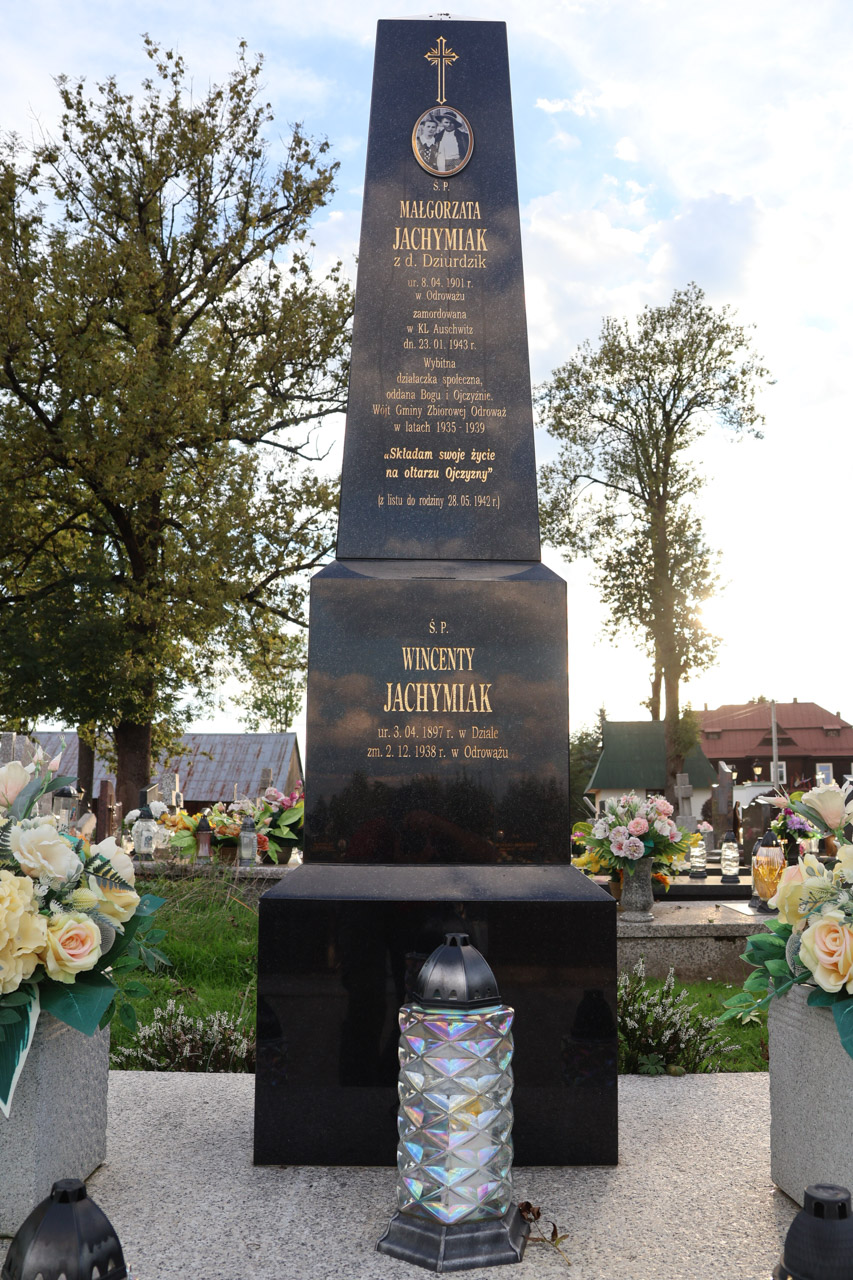 Ś. P.
MAŁGORZATA
JACHYMIAK
z d. Dziurdzik
ur. 8. 04. 1901 r.
w Odrowążu
zamordowana
w KL Auschwitz
dn. 23. 01. 1943 r.
Wybitna
działaczka społeczna,
oddana Bogu i Ojczyźnie.
Wójt Gminy Zbiorowej Odrowąż
w latach 1935 - 1939
„Składam swoje życie
na ołtarzu Ojczyzny”
(z listu do rodziny 28. 05. 1942 r.)
Ś. P.
WINCENTY
JACHYMIAK
ur. 3. 04. 1897 r. w Dziale
zm. 2. 12. 1938 r. w Odrowążu